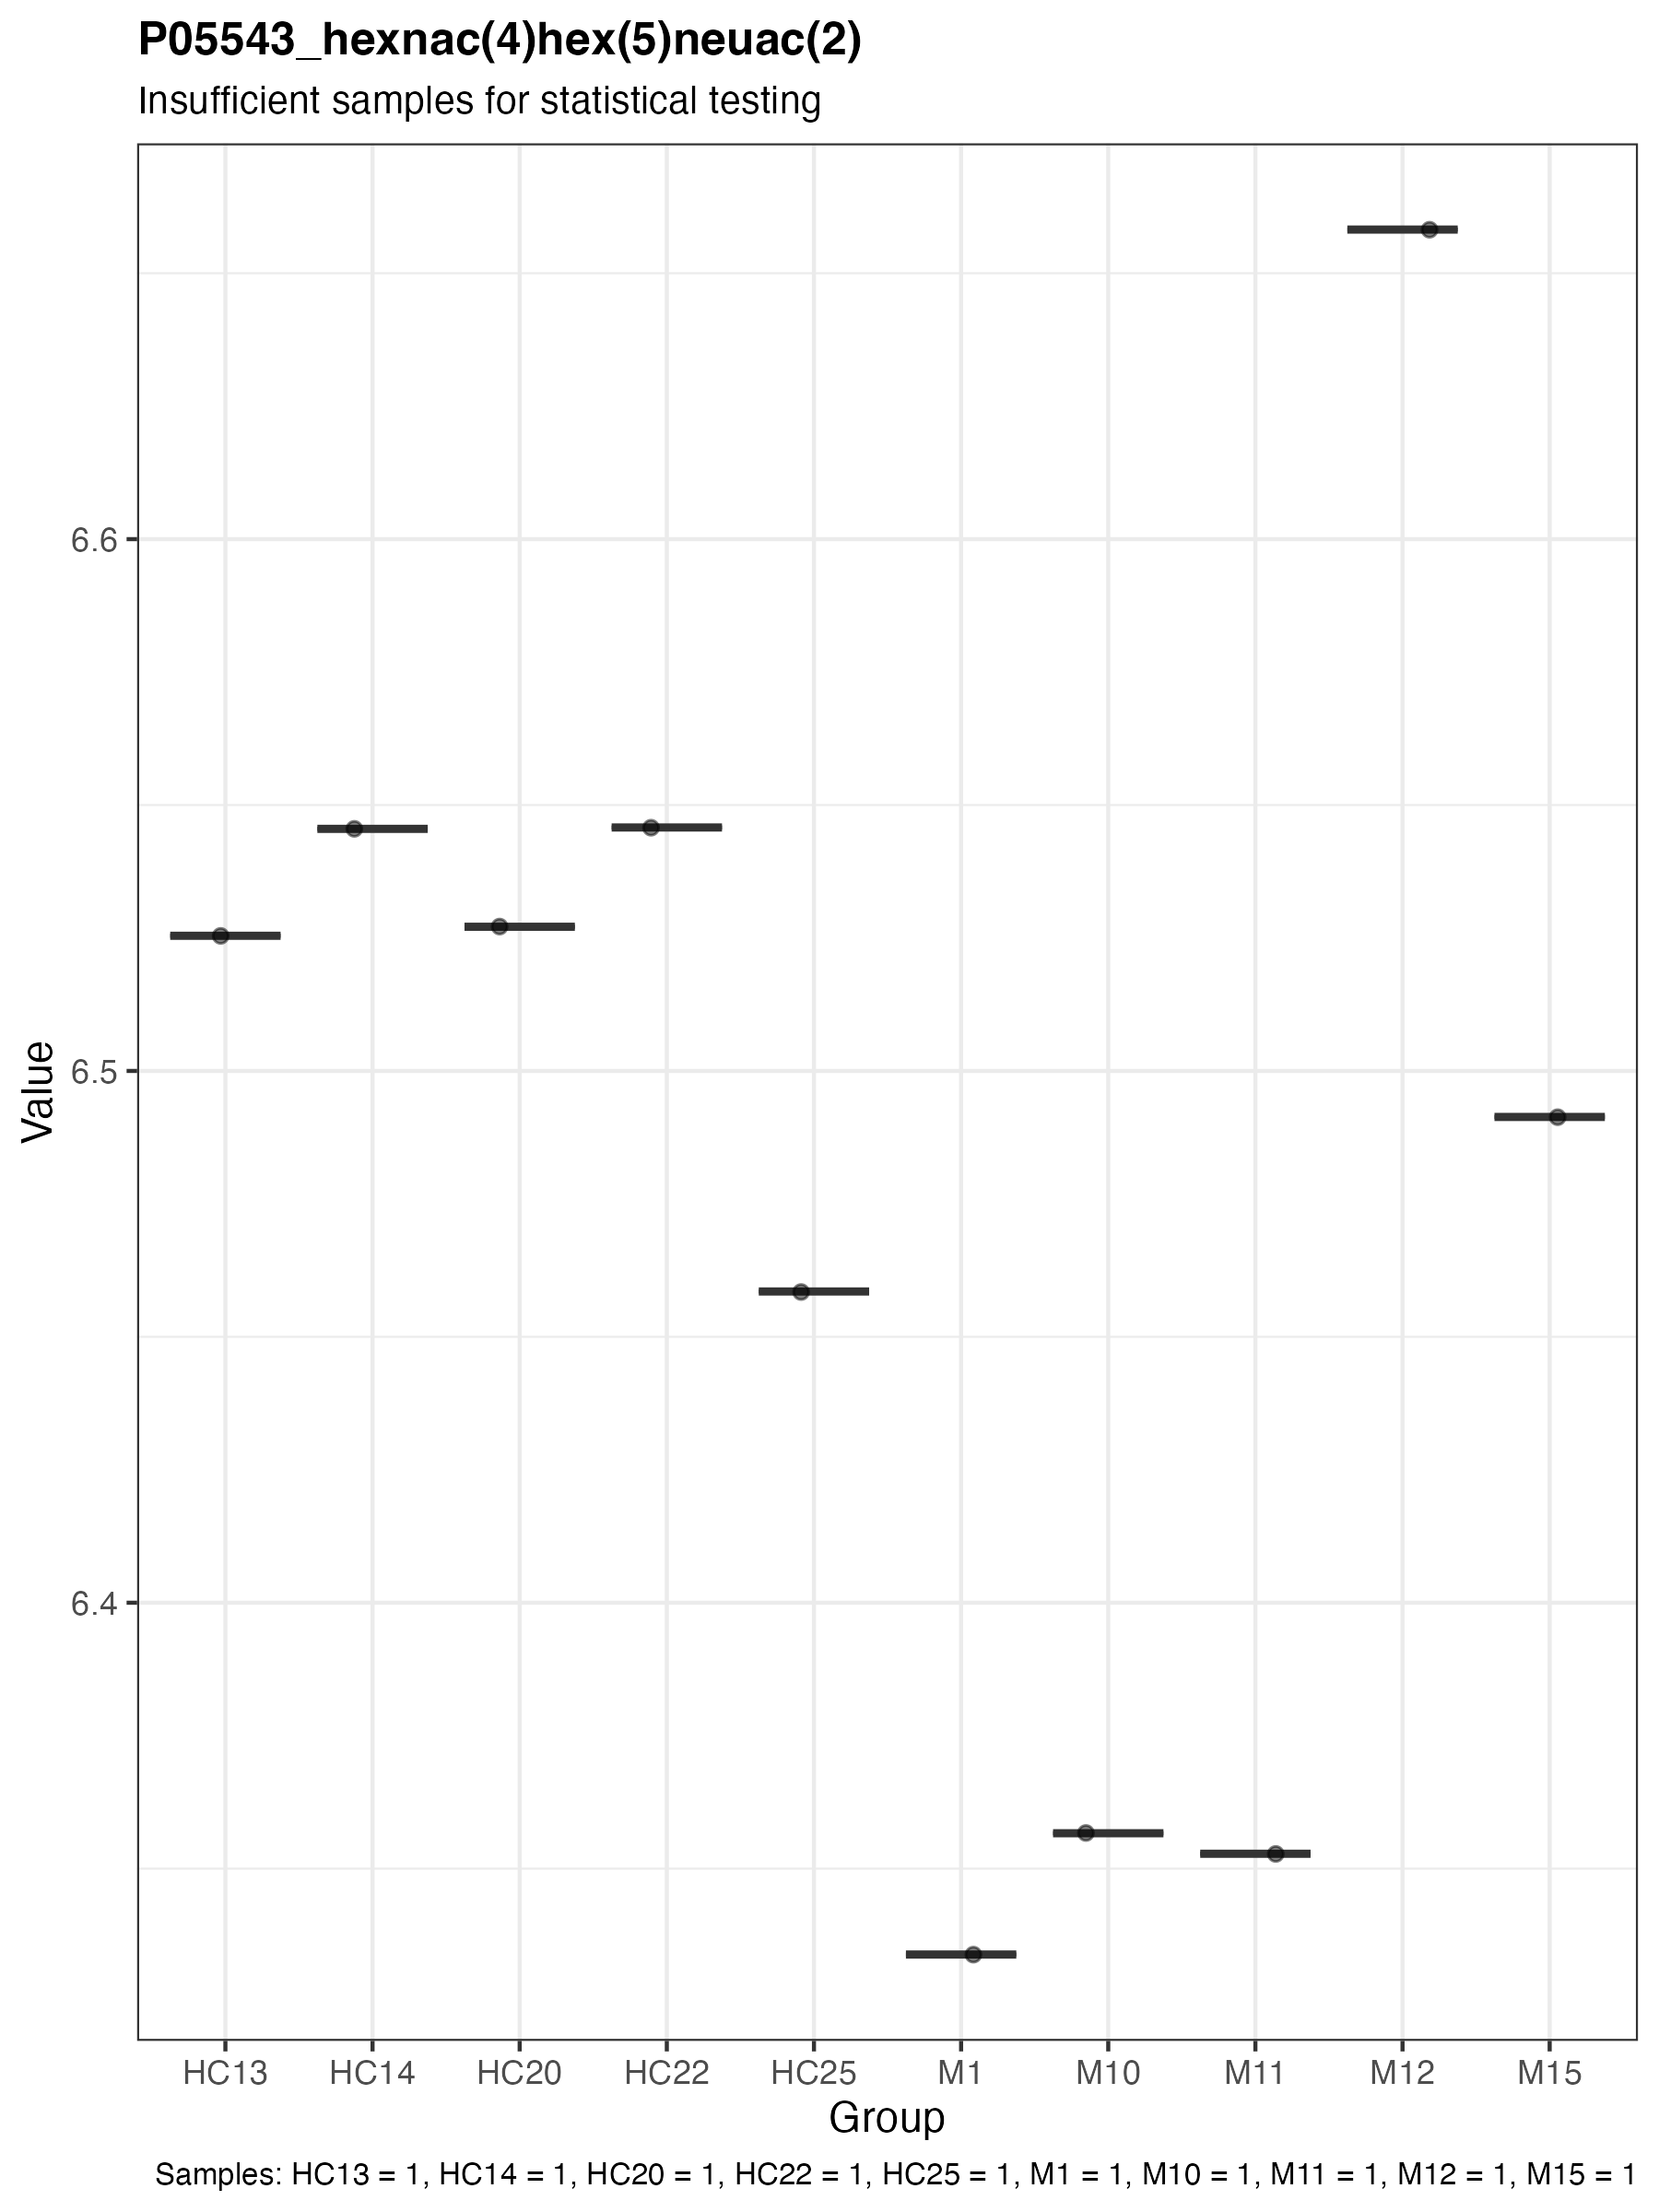 P05543_hexnac(4)hex(5)neuac(2)
Insufficient samples for statistical testing
6.6
6.5
6.4
Value
HC13 HC14 HC20 HC22 HC25 M1 M10 M11 M12 M15
Group
Samples: HC13 = 1, HC14 = 1, HC20 = 1, HC22 = 1, HC25 = 1, M1 = 1, M10 = 1, M11 = 1, M12 = 1, M15 = 1